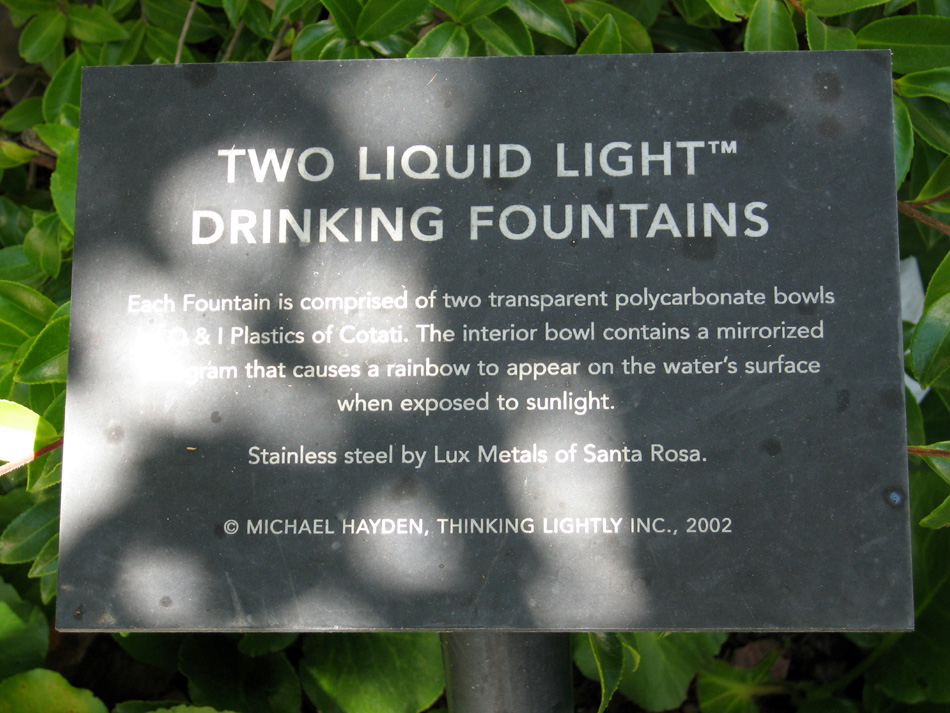 TWO LIQUID LIGHT™
DRINKING FOUNTAINS
Each Fountain is comprised of two transparent polycarbonate bowls
& I Plastics of Cotati. The interior bowl contains a mirrorized
that causes a rainbow to appear on the water's surface
when exposed to sunlight.
Stainless steel by Lux Metals of Santa Rosa.
© MICHAEL HAYDEN, THINKING LIGHTLY INC., 2002